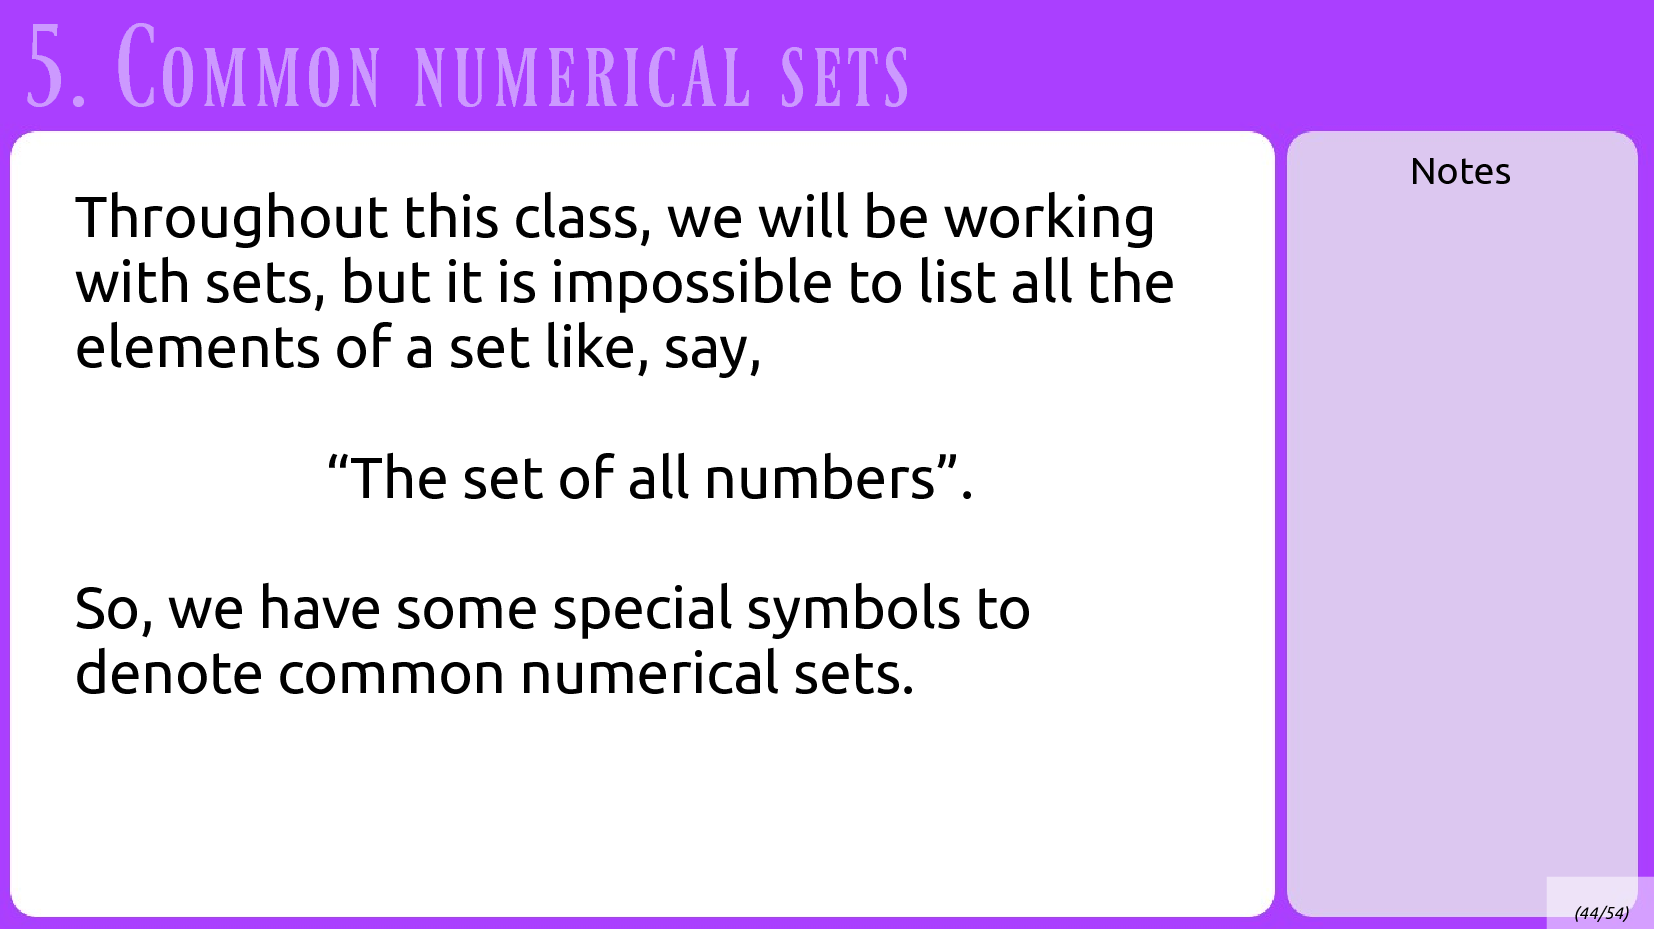 5. Common numerical sets
Notes
Throughout this class, we will be working
with sets, but it is impossible to list all the
elements of a set like, say,
“The set of all numbers”.
So, we have some special symbols to
denote common numerical sets.
(44/54)